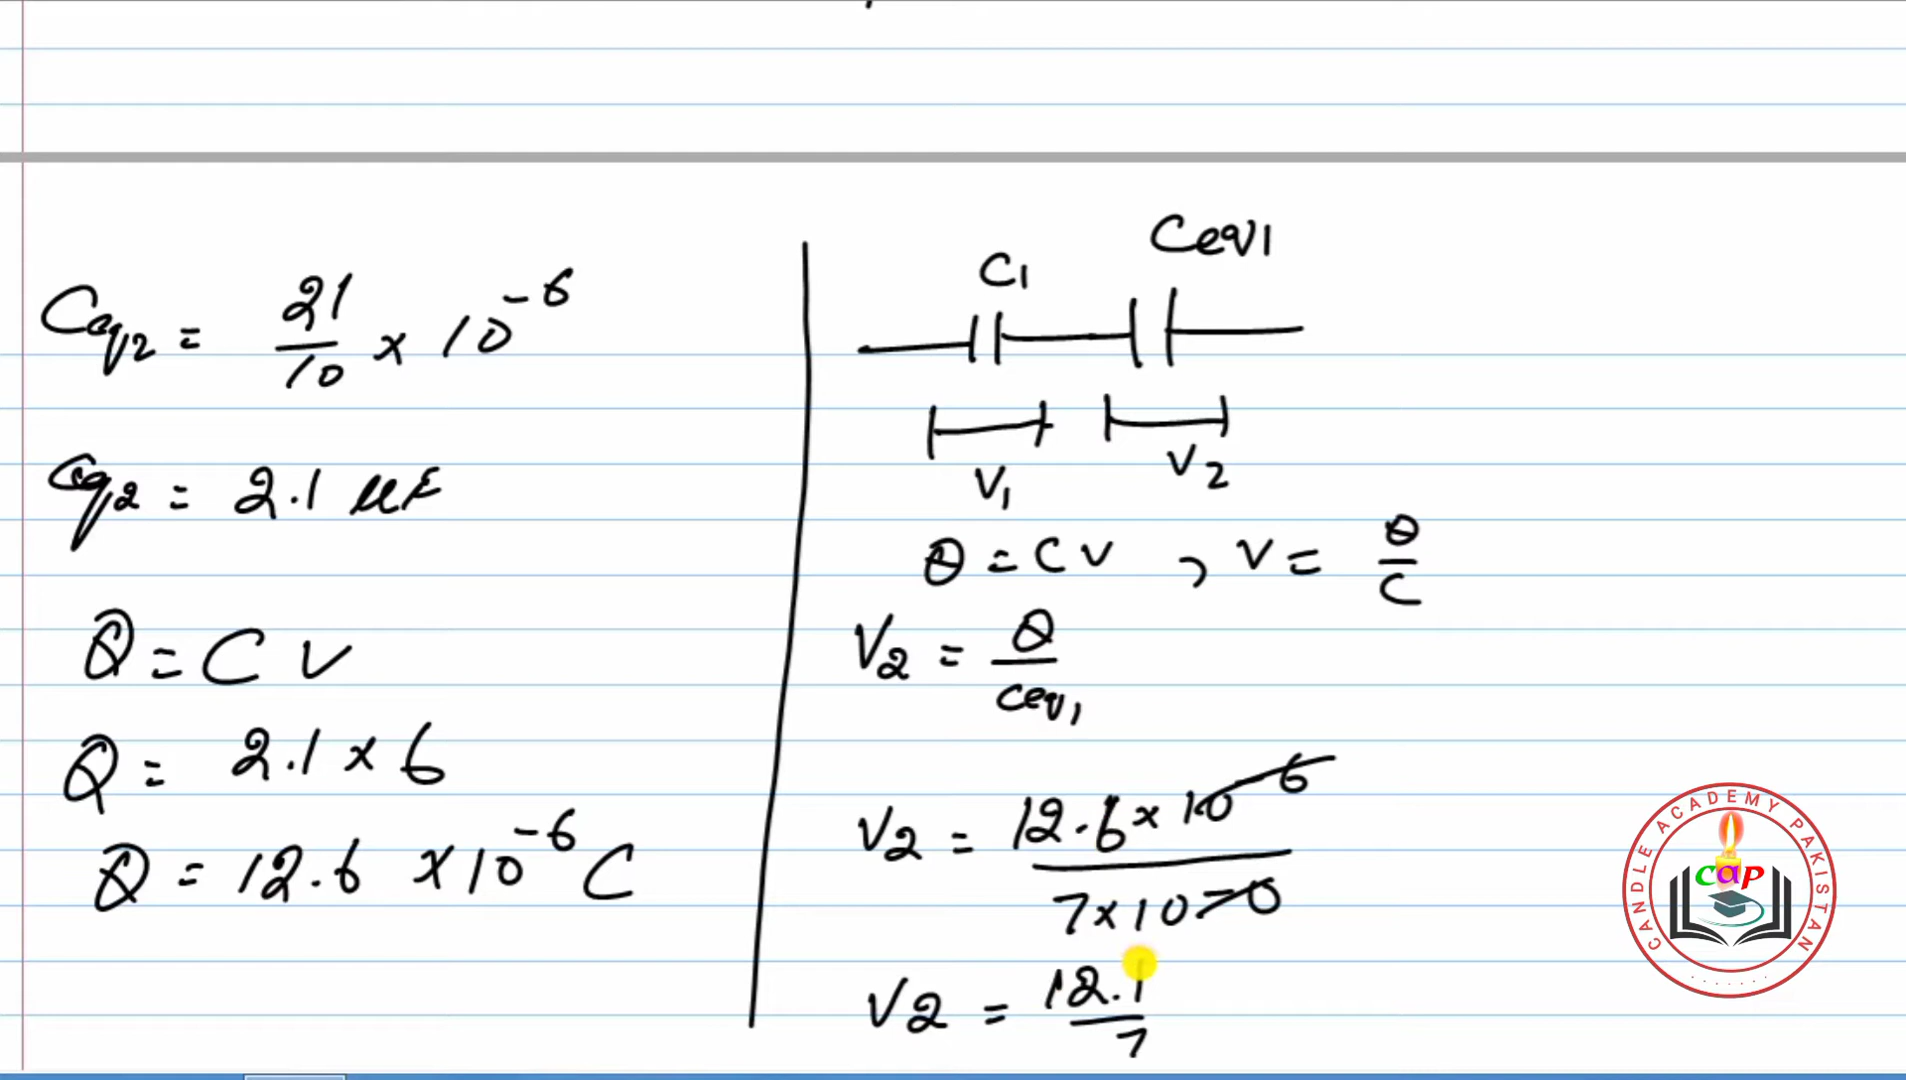 Ceq2 = 21/10 × 10^-6
Ceq2 = 2.1 µF
Q = C V
Q = 2.1 × 6
Q = 12.6 × 10^-6 C
C1 Ceq1
V1 V2
Q = C V , V = Q/C
V2 = Q/Ceq1
V2 = 12.6 × 10^-6 / 7 × 10^-6
V2 = 12.1/7
CANDLE ACADEMY PAKISTAN
cap